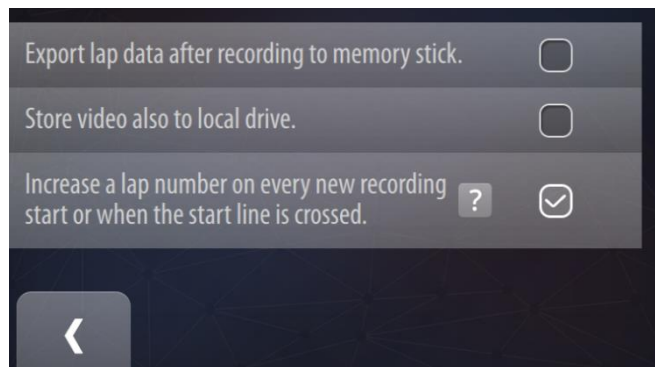 Export lap data after recording to memory stick.
Store video also to local drive.
Increase a lap number on every new recording
start or when the start line is crossed.
?